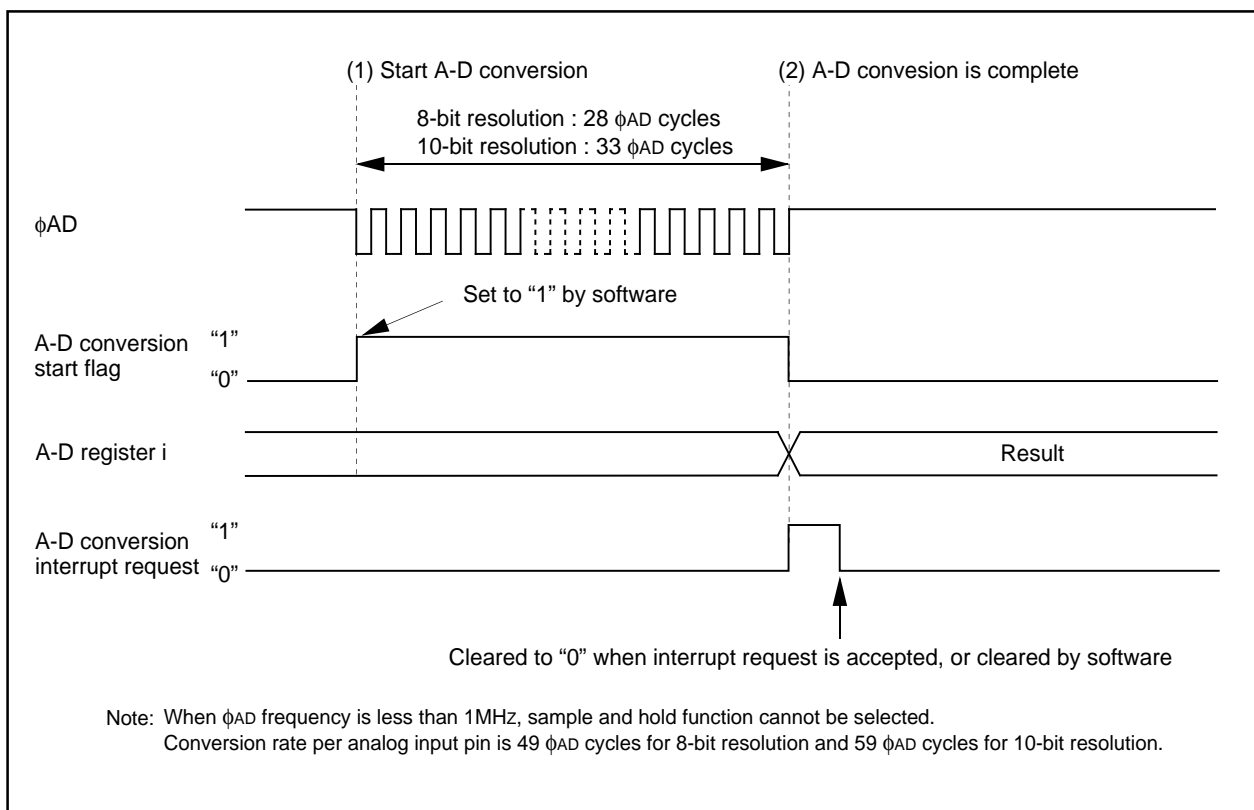 (1) Start A-D conversion
(2) A-D convesion is complete
8-bit resolution : 28 ϕAD cycles
10-bit resolution : 33 ϕAD cycles
ϕAD
Set to “1” by software
A-D conversion
start flag
“1”
“0”
A-D register i
Result
A-D conversion
interrupt request
“1”
“0”
Cleared to “0” when interrupt request is accepted, or cleared by software
Note: When ϕAD frequency is less than 1MHZ, sample and hold function cannot be selected.
Conversion rate per analog input pin is 49 ϕAD cycles for 8-bit resolution and 59 ϕAD cycles for 10-bit resolution.